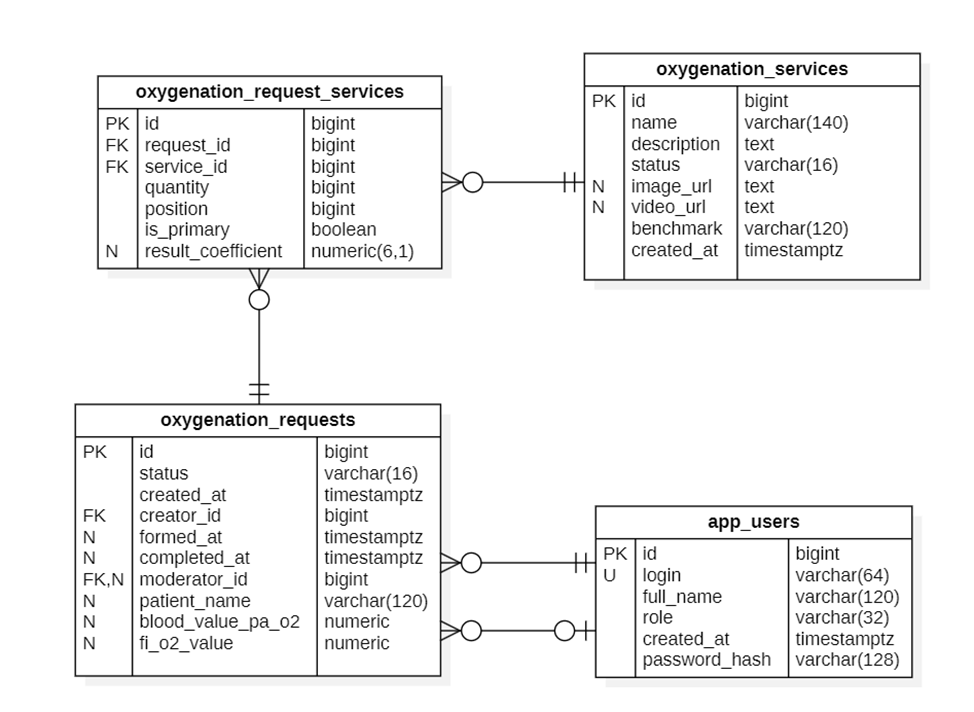 oxygenation_request_services
PK id bigint
FK request_id bigint
FK service_id bigint
quantity bigint
position bigint
is_primary boolean
N result_coefficient numeric(6,1)
oxygenation_services
PK id bigint
name varchar(140)
description text
status varchar(16)
N image_url text
N video_url text
benchmark varchar(120)
created_at timestamptz
oxygenation_requests
PK id bigint
status varchar(16)
created_at timestamptz
FK creator_id bigint
N formed_at timestamptz
N completed_at timestamptz
FK,N moderator_id bigint
N patient_name varchar(120)
N blood_value_pa_o2 numeric
N fi_o2_value numeric
app_users
PK id bigint
U login varchar(64)
full_name varchar(120)
role varchar(32)
created_at timestamptz
password_hash varchar(128)